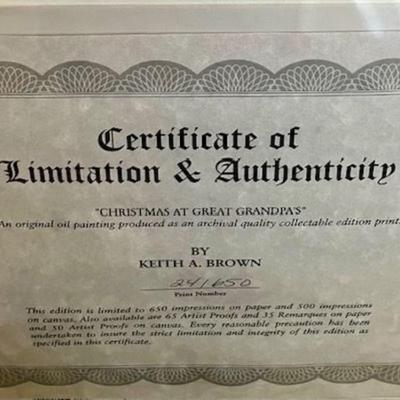 Certificate of
Limitation & Authenticity
"CHRISTMAS AT GREAT GRANDPA'S"
An original oil painting produced as an archival quality collectable edition print.
BY
KEITH A. BROWN
241/650
Print Number
This edition is limited to 650 impressions on paper and 500 impressions
on canvas. Also available are 65 Artist Proofs and 35 Remarques on paper
and 50 Artist Proofs on canvas. Every reasonable precaution has been
undertaken to insure the strict limitation and integrity of this edition as
specified in this certificate.